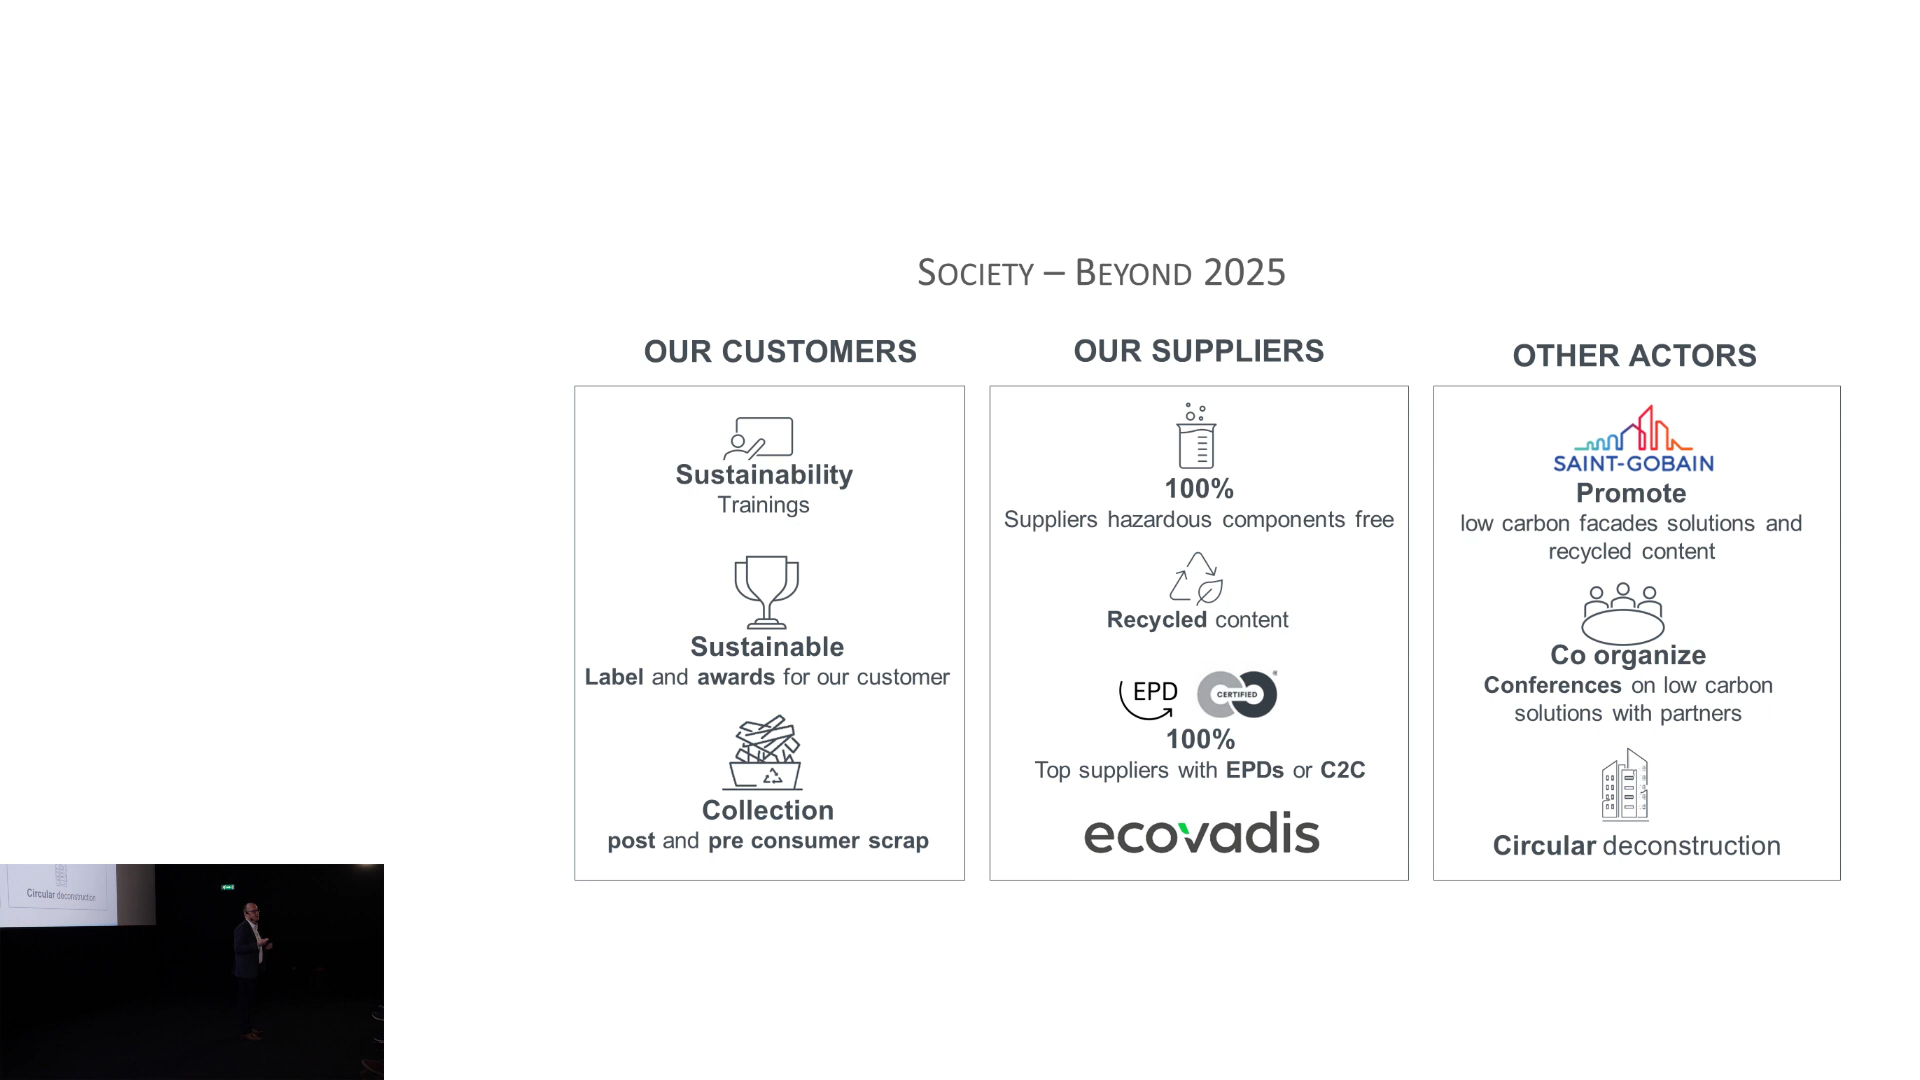 SOCIETY – BEYOND 2025
OUR CUSTOMERS
Sustainability
Trainings
Sustainable
Label and awards for our customer
Collection
post and pre consumer scrap
OUR SUPPLIERS
100%
Suppliers hazardous components free
Recycled content
EPD
CERTIFIED
100%
Top suppliers with EPDs or C2C
ecovadis
OTHER ACTORS
SAINT-GOBAIN
Promote
low carbon facades solutions and
recycled content
Co organize
Conferences on low carbon
solutions with partners
Circular deconstruction
Circular deconstruction